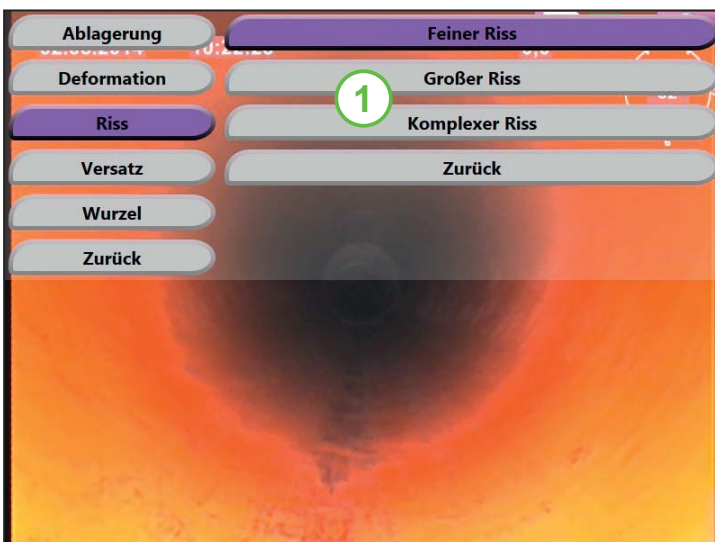 Ablagerung
Deformation
Riss
Versatz
Wurzel
Zurück
Feiner Riss
Großer Riss
Komplexer Riss
Zurück
1